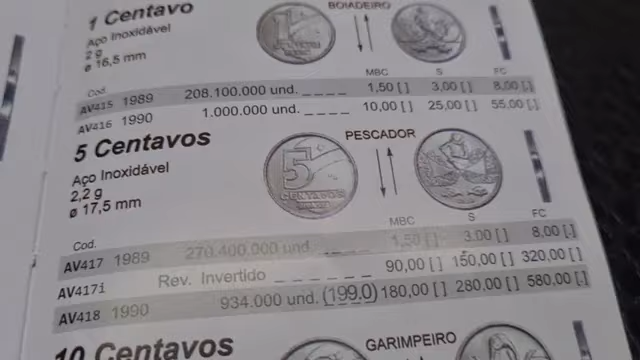 1 Centavo
BOIADEIRO
Aço Inoxidável
2 g
ø 16,5 mm
Cod. MBC S FC
AV415 1989 208.100.000 und. _ _ _ _ 1,50 [ ] 3,00 [ ] 8,00 [ ]
AV416 1990 1.000.000 und. _ _ _ _ 10,00 [ ] 25,00 [ ] 55,00 [ ]
5 Centavos
PESCADOR
Aço Inoxidável
2,2 g
ø 17,5 mm
5
CENTAVOS
Cod. MBC S FC
AV417 1989 270.400.000 und. 1,50 [ ] 3,00 [ ] 8,00 [ ]
AV417i Rev. Invertido _ _ _ _ _ _ _ 90,00 [ ] 150,00 [ ] 320,00 [ ]
AV418 1990 934.000 und. (199.0) 180,00 [ ] 280,00 [ ] 580,00 [ ]
10 Centavos
GARIMPEIRO